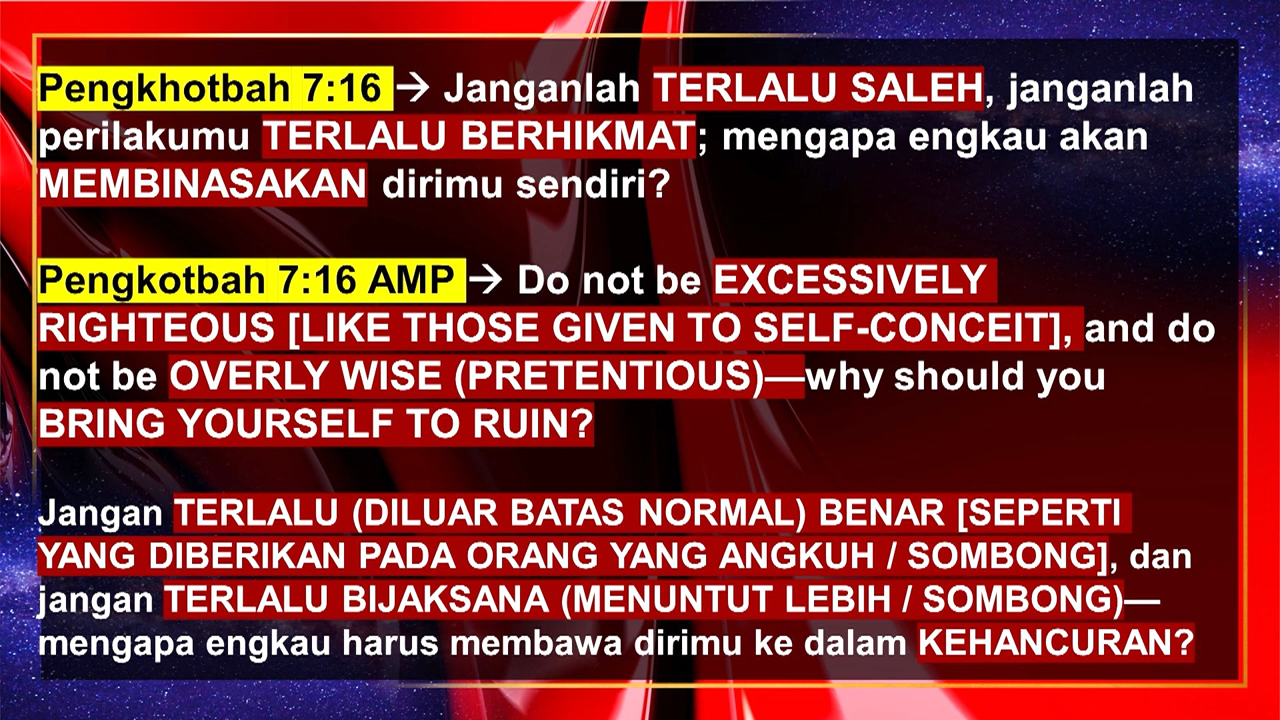 Pengkhotbah 7:16 → Janganlah TERLALU SALEH, janganlah
perilakumu TERLALU BERHIKMAT; mengapa engkau akan
MEMBINASAKAN dirimu sendiri?
Pengkotbah 7:16 AMP → Do not be EXCESSIVELY
RIGHTEOUS [LIKE THOSE GIVEN TO SELF-CONCEIT], and do
not be OVERLY WISE (PRETENTIOUS)—why should you
BRING YOURSELF TO RUIN?
Jangan TERLALU (DILUAR BATAS NORMAL) BENAR [SEPERTI
YANG DIBERIKAN PADA ORANG YANG ANGKUH / SOMBONG], dan
jangan TERLALU BIJAKSANA (MENUNTUT LEBIH / SOMBONG)—
mengapa engkau harus membawa dirimu ke dalam KEHANCURAN?